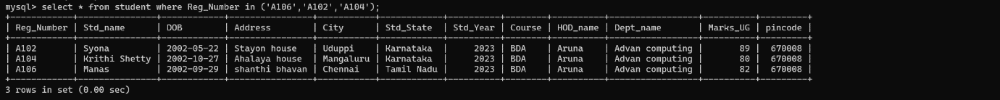 mysql> select * from student where Reg_Number in ('A106','A102','A104');
+------------+---------------+------------+----------------+-----------+------------+----------+--------+----------+-----------------+----------+---------+
| Reg_Number | Std_name      | DOB        | Address        | City      | Std_State  | Std_Year | Course | HOD_name | Dept_name       | Marks_UG | pincode |
+------------+---------------+------------+----------------+-----------+------------+----------+--------+----------+-----------------+----------+---------+
| A102       | Syona         | 2002-05-22 | Stayon house   | Uduppi    | Karnataka  |     2023 | BDA    | Aruna    | Advan computing |       89 |  670008 |
| A104       | Krithi Shetty | 2002-10-27 | Ahalaya house  | Mangaluru | Karnataka  |     2023 | BDA    | Aruna    | Advan computing |       80 |  670008 |
| A106       | Manas         | 2002-09-29 | shanthi bhavan | Chennai   | Tamil Nadu |     2023 | BDA    | Aruna    | Advan computing |       82 |  670008 |
+------------+---------------+------------+----------------+-----------+------------+----------+--------+----------+-----------------+----------+---------+
3 rows in set (0.00 sec)